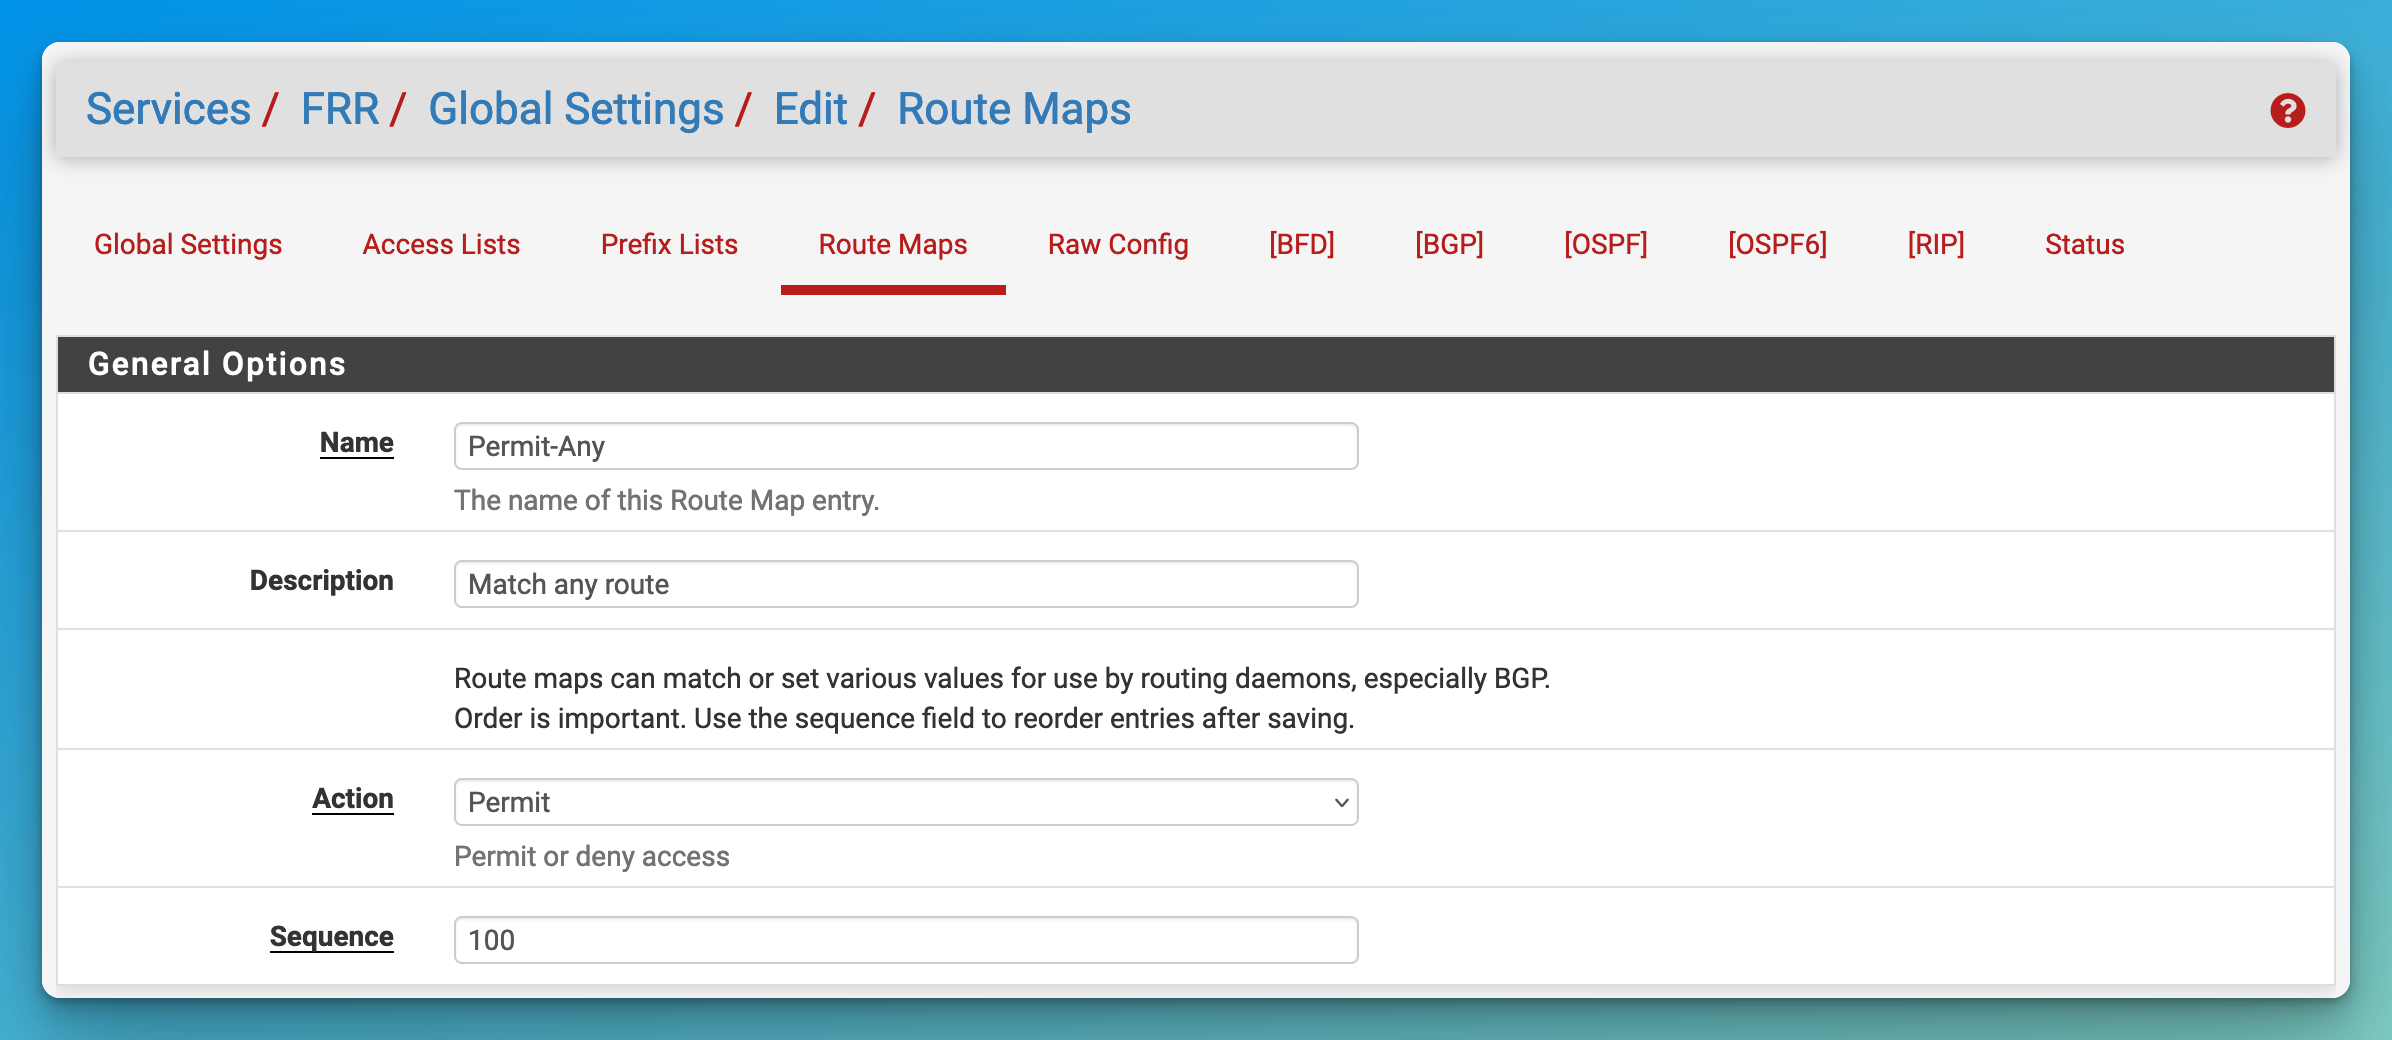 Services / FRR / Global Settings / Edit / Route Maps
Global Settings Access Lists Prefix Lists Route Maps Raw Config [BFD] [BGP] [OSPF] [OSPF6] [RIP] Status
General Options
Name Permit-Any
The name of this Route Map entry.
Description Match any route
Route maps can match or set various values for use by routing daemons, especially BGP.
Order is important. Use the sequence field to reorder entries after saving.
Action Permit
Permit or deny access
Sequence 100